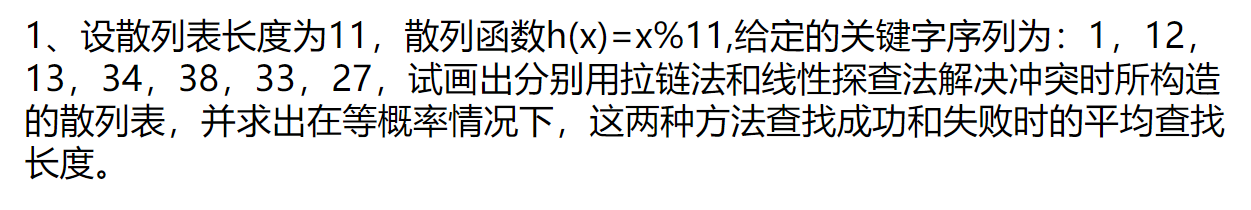 1、设散列表长度为11，散列函数h(x)=x%11,给定的关键字序列为：1，12，
13，34，38，33，27，试画出分别用拉链法和线性探查法解决冲突时所构造
的散列表，并求出在等概率情况下，这两种方法查找成功和失败时的平均查找
长度。